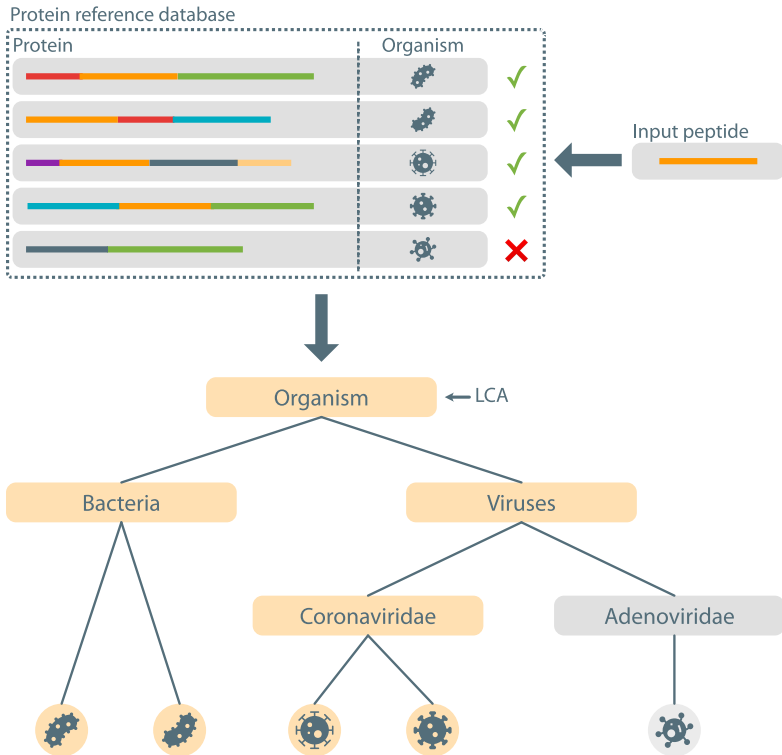 Protein reference database
Protein
Organism
Input peptide
Organism
LCA
Bacteria
Viruses
Coronaviridae
Adenoviridae